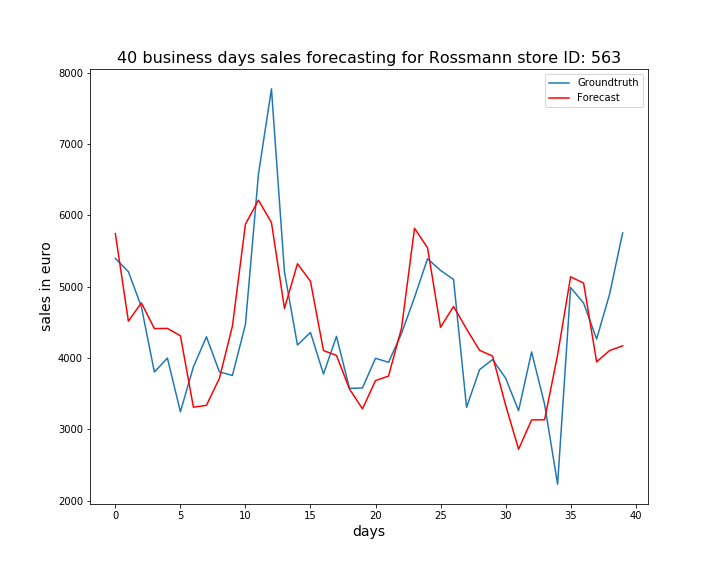 40 business days sales forecasting for Rossmann store ID: 563
Groundtruth
Forecast
8000
7000
6000
5000
4000
3000
2000
sales in euro
0 5 10 15 20 25 30 35 40
days